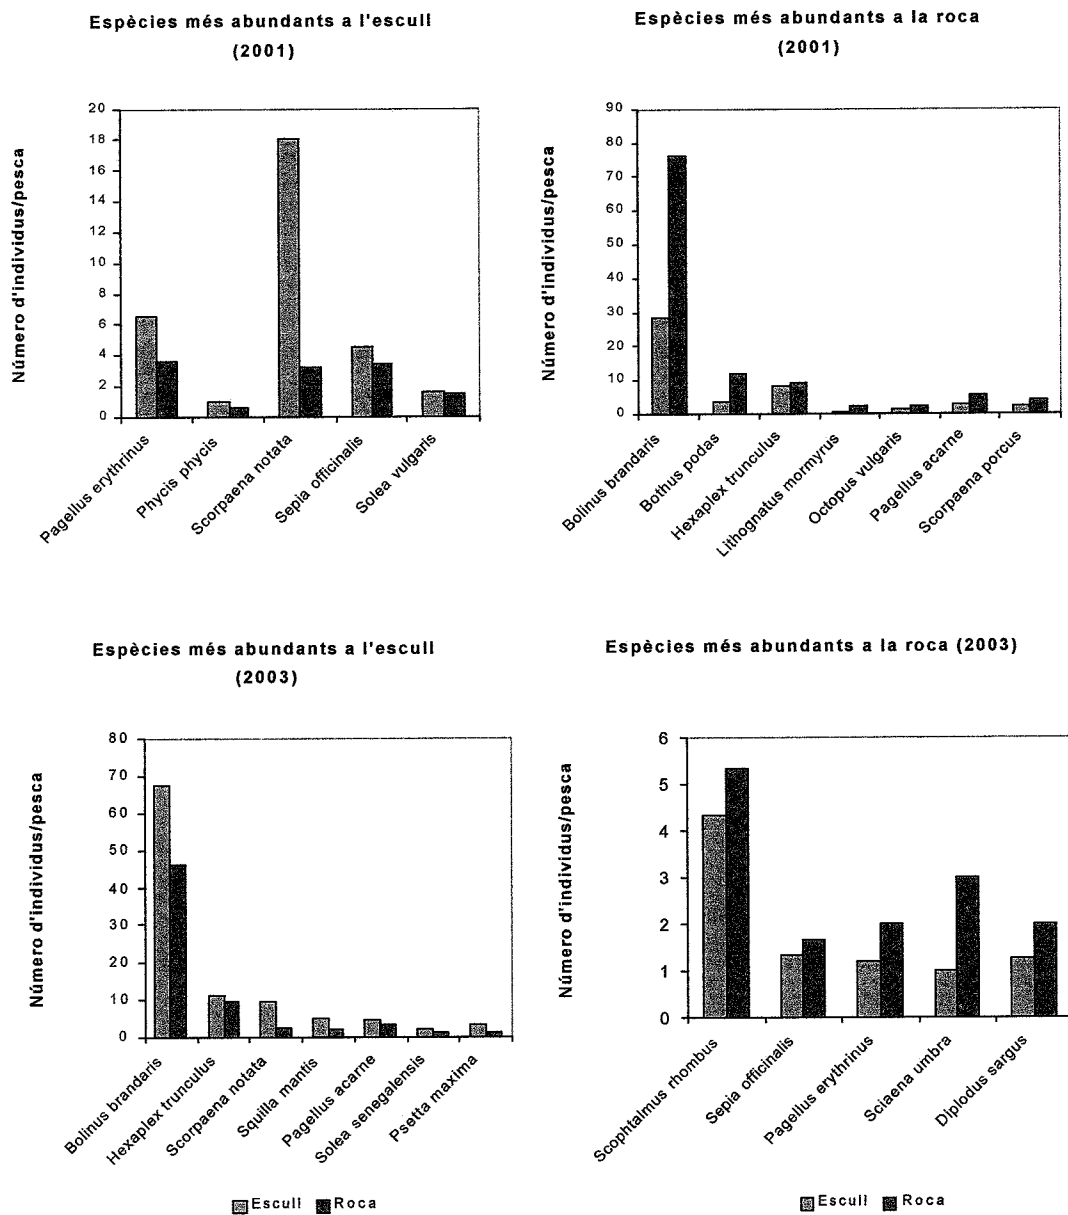 Espècies més abundants a l'escull
(2001)
Número d'individus/pesca
20
18
16
14
12
10
8
6
4
2
0
Pagellus erythrinus
Phycis phycis
Scorpaena notata
Sepia officinalis
Solea vulgaris
Espècies més abundants a la roca
(2001)
Número d'individus/pesca
90
80
70
60
50
40
30
20
10
0
Bolinus brandaris
Bothus podas
Hexaplex trunculus
Lithognatus mormyrus
Octopus vulgaris
Pagellus acarne
Scorpaena porcus
Espècies més abundants a l'escull
(2003)
Número d'individus/pesca
80
70
60
50
40
30
20
10
0
Bolinus brandaris
Hexaplex trunculus
Scorpaena notata
Squilla mantis
Pagellus acarne
Solea senegalensis
Psetta maxima
Escull Roca
Espècies més abundants a la roca (2003)
Número d'individus/pesca
6
5
4
3
2
1
0
Scophtalmus rhombus
Sepia officinalis
Pagellus erythrinus
Sciaena umbra
Diplodus sargus
Escull Roca